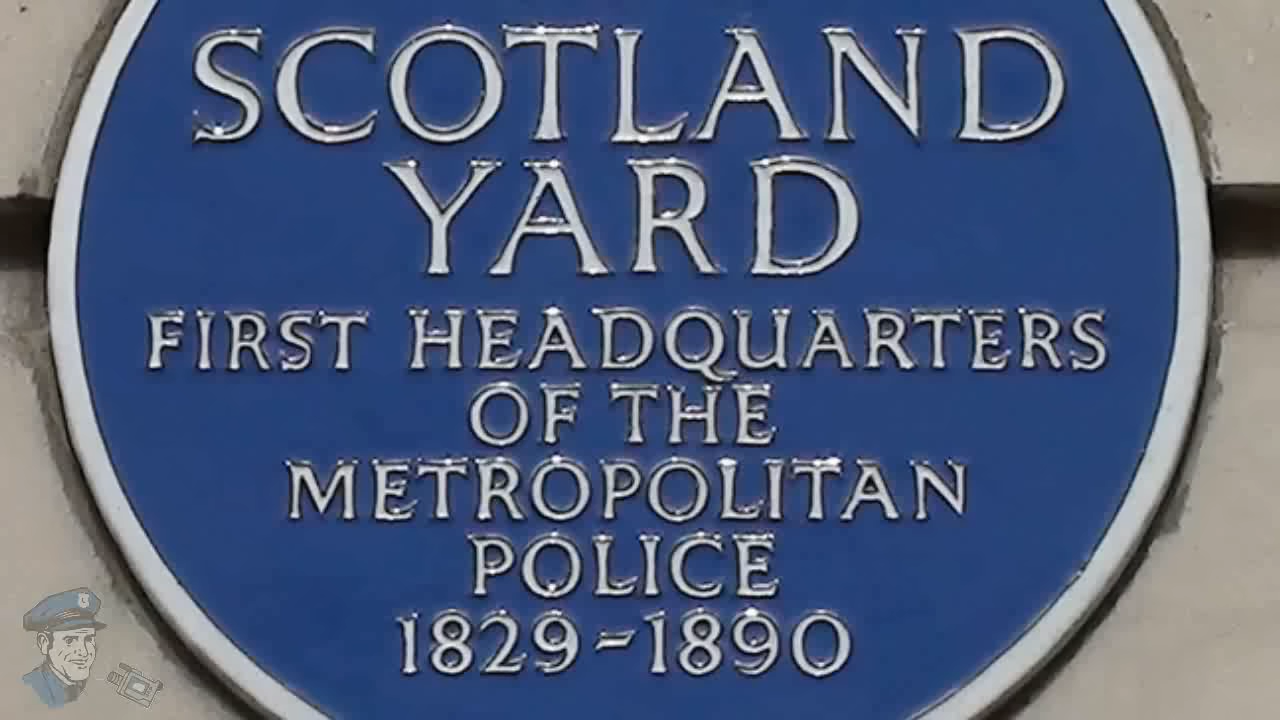 SCOTLAND
YARD
FIRST HEADQUARTERS
OF THE
METROPOLITAN
POLICE
1829-1890